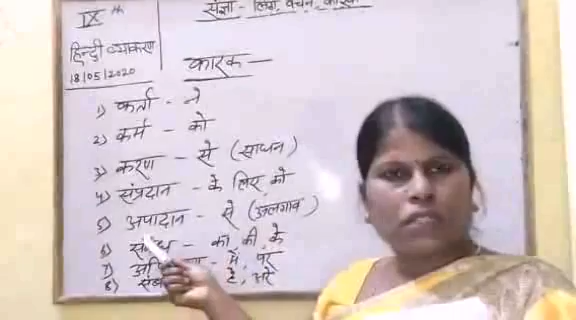 IX th
संज्ञा - लिंग, वचन, कारक
हिन्दी व्याकरण
18/05/2020
कारक —
1) कर्ता - ने
2) कर्म - को
3) करण - से (साधन)
4) संप्रदान - के लिए, को
5) अपादान - से (अलगाव)
6) - का, की, के
7) - में, पर
8) - हे, अरे